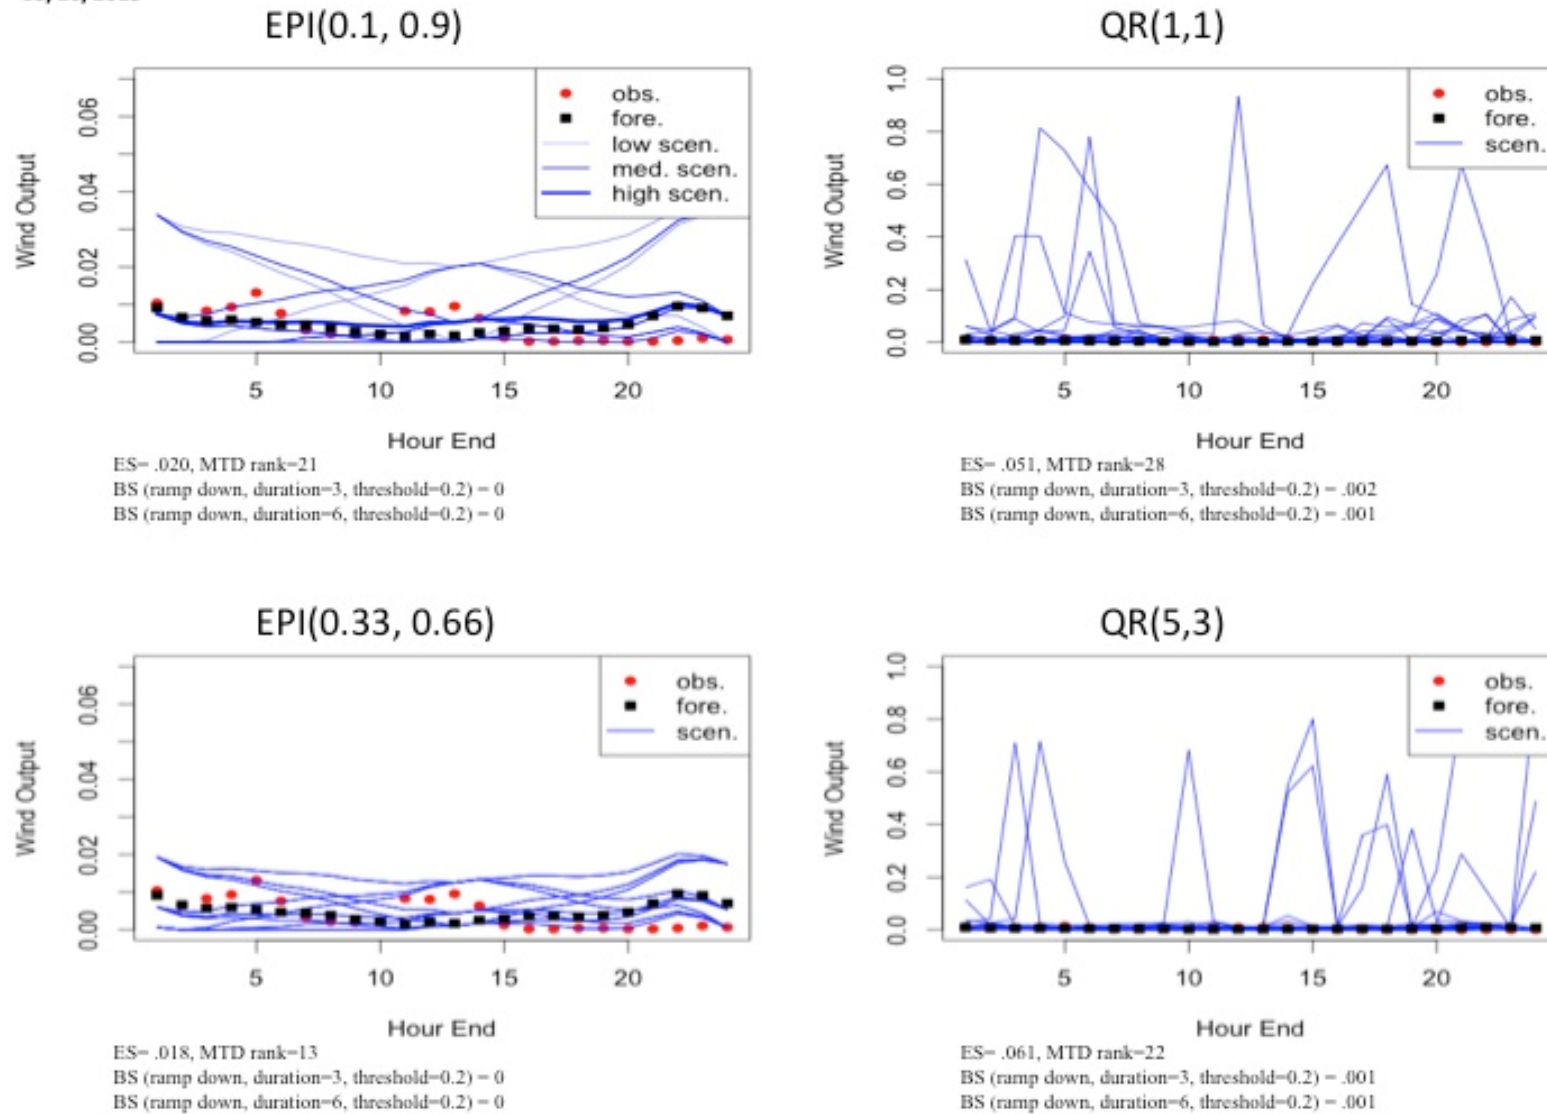 EPI(0.1, 0.9)
Wind Output
0.06
0.04
0.02
0.00
obs.
fore.
low scen.
med. scen.
high scen.
5 10 15 20
Hour End
ES= .020, MTD rank=21
BS (ramp down, duration=3, threshold=0.2) = 0
BS (ramp down, duration=6, threshold=0.2) = 0
QR(1,1)
Wind Output
1.0
0.8
0.6
0.4
0.2
0.0
obs.
fore.
scen.
5 10 15 20
Hour End
ES= .051, MTD rank=28
BS (ramp down, duration=3, threshold=0.2) = .002
BS (ramp down, duration=6, threshold=0.2) = .001
EPI(0.33, 0.66)
Wind Output
0.06
0.04
0.02
0.00
obs.
fore.
scen.
5 10 15 20
Hour End
ES= .018, MTD rank=13
BS (ramp down, duration=3, threshold=0.2) = 0
BS (ramp down, duration=6, threshold=0.2) = 0
QR(5,3)
Wind Output
1.0
0.8
0.6
0.4
0.2
0.0
obs.
fore.
scen.
5 10 15 20
Hour End
ES= .061, MTD rank=22
BS (ramp down, duration=3, threshold=0.2) = .001
BS (ramp down, duration=6, threshold=0.2) = .001